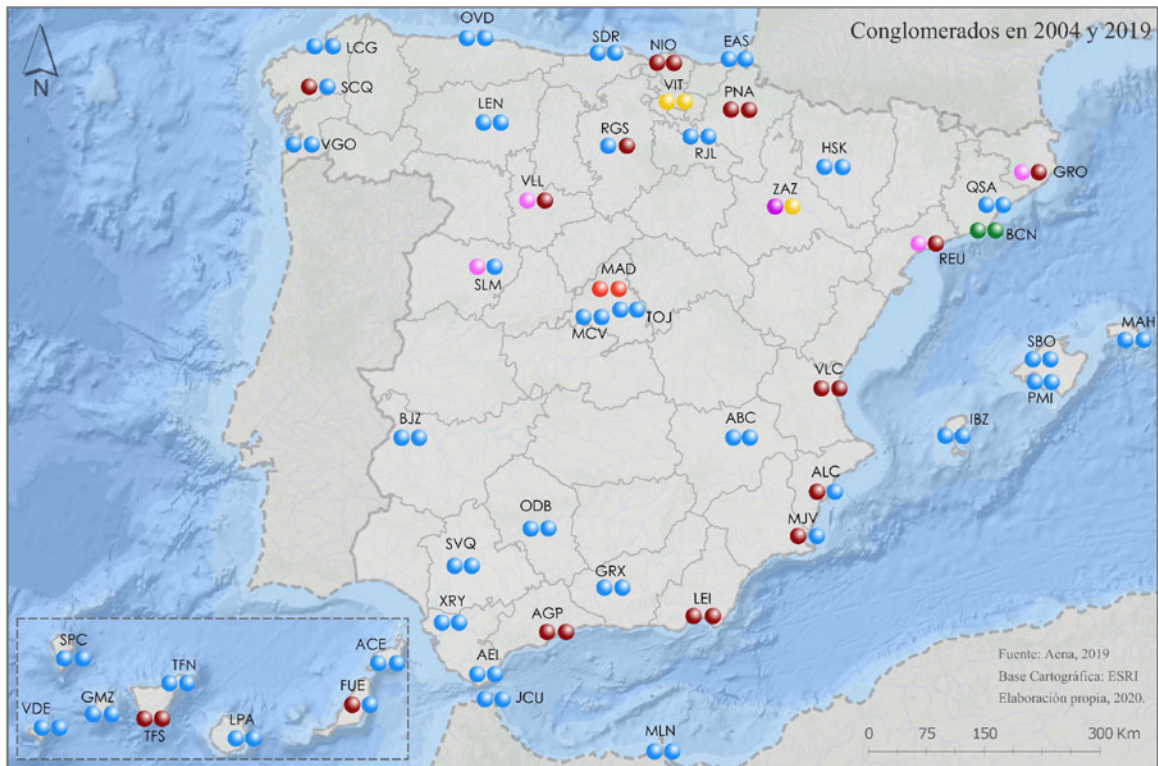 Conglomerados en 2004 y 2019
OVD
SDR
NIO
EAS
LCG
SCQ
VIT
PNA
LEN
RGS
RJL
VGO
HSK
VLL
ZAZ
GRO
QSA
BCN
REU
SLM
MAD
MCV
TOJ
MAH
SBO
PMI
VLC
BJZ
ABC
IBZ
ALC
ODB
MJV
SVQ
GRX
XRY
AGP
LEI
AEI
JCU
MLN
SPC
TFN
ACE
VDE
GMZ
TFS
LPA
FUE
Fuente: Aena, 2019
Base Cartográfica: ESRI
Elaboración propia, 2020.
0 75 150 300 Km
N